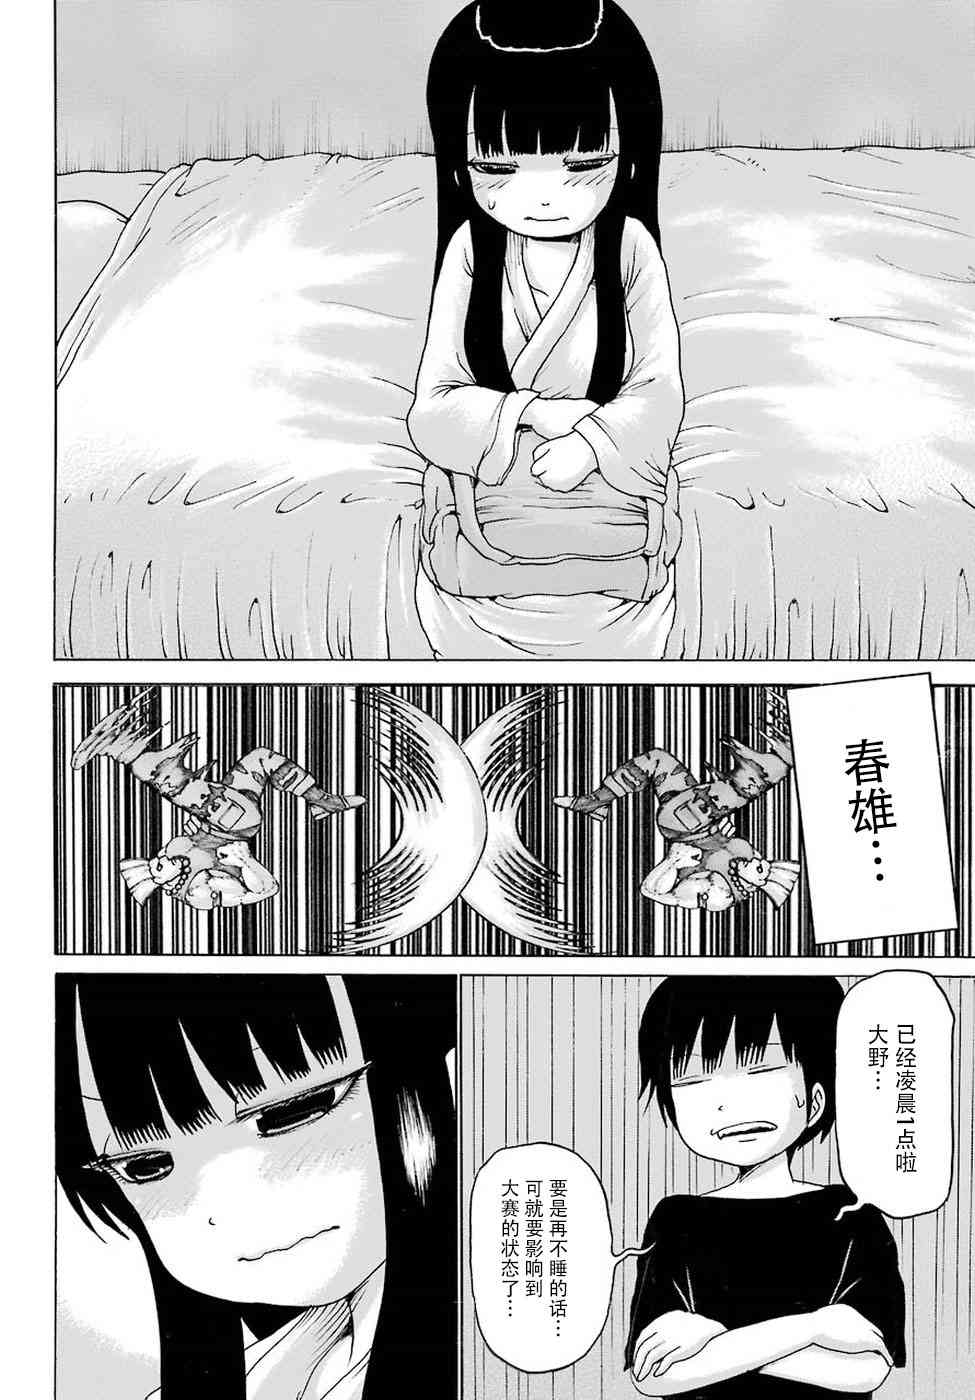 春雄…
已经凌晨1点啦
大野…
要是再不睡的话…
可就要影响到
大赛的状态了…